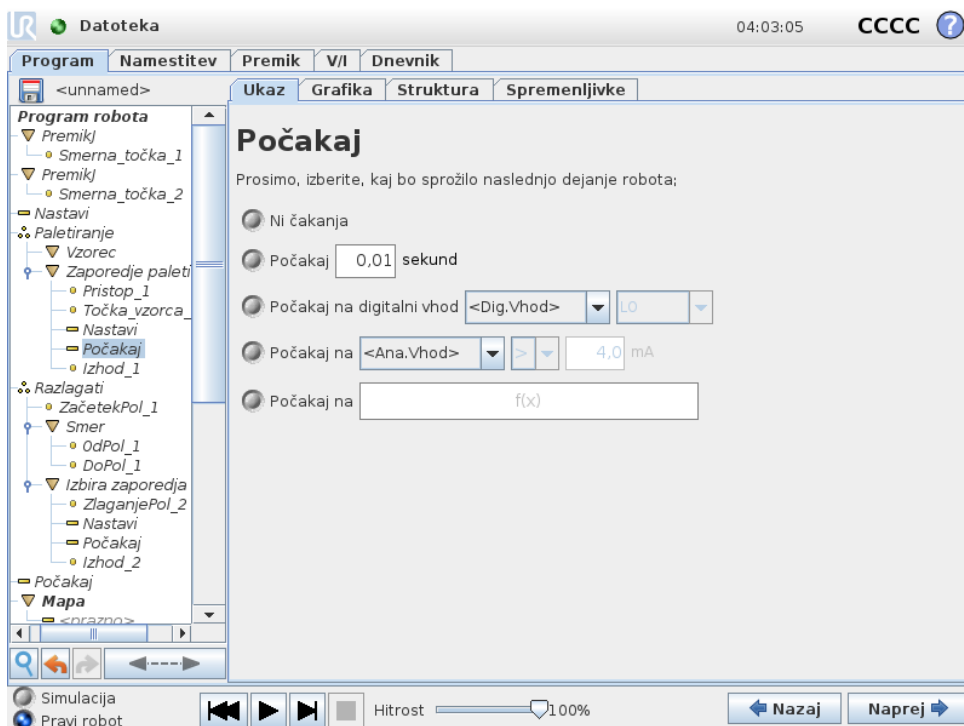 UR Datoteka 04:03:05 CCCC ?
Program Namestitev Premik V/I Dnevnik
<unnamed>
Ukaz Grafika Struktura Spremenljivke
Program robota
PremikJ
Smerna_točka_1
PremikJ
Smerna_točka_2
Nastavi
Paletiranje
Vzorec
Zaporedje paleti
Pristop_1
Točka_vzorca_
Nastavi
Počakaj
Izhod_1
Razlagati
ZačetekPol_1
Smer
OdPol_1
DoPol_1
Izbira zaporedja
ZlaganjePol_2
Nastavi
Počakaj
Izhod_2
Počakaj
Mapa
<prazno>
Počakaj
Prosimo, izberite, kaj bo sprožilo naslednjo dejanje robota;
Ni čakanja
Počakaj 0,01 sekund
Počakaj na digitalni vhod <Dig.Vhod> LO
Počakaj na <Ana.Vhod> > 4,0 mA
Počakaj na f(x)
Simulacija
Pravi robot
Hitrost 100%
Nazaj Naprej